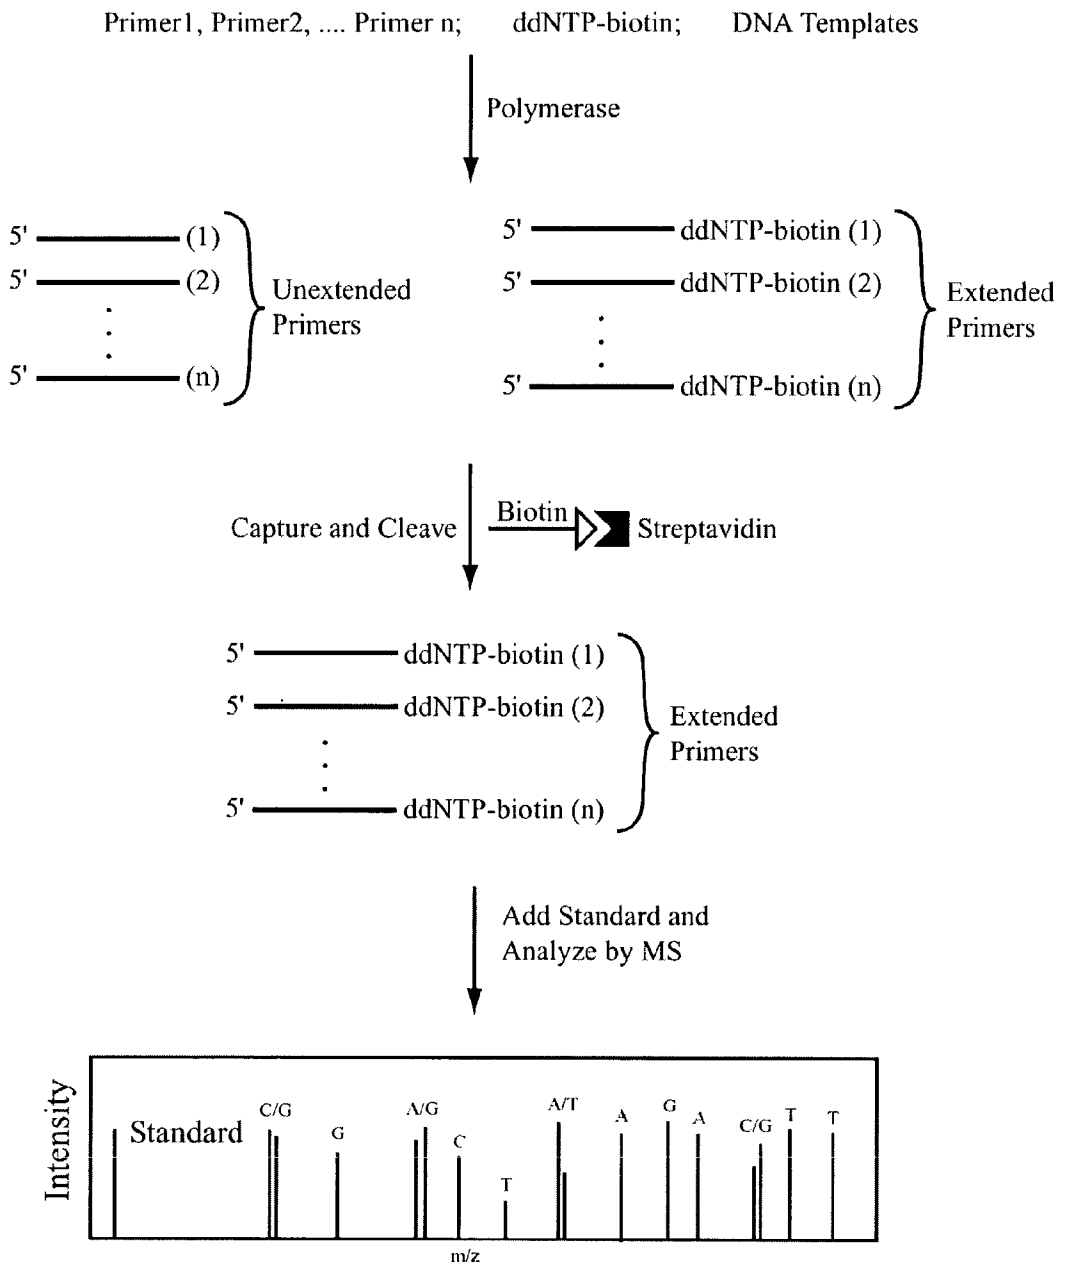 Primer1, Primer2, .... Primer n; ddNTP-biotin; DNA Templates
Polymerase
5' (1)
5' (2)
5' (n)
Unextended
Primers
5' ddNTP-biotin (1)
5' ddNTP-biotin (2)
5' ddNTP-biotin (n)
Extended
Primers
Capture and Cleave
Biotin
Streptavidin
5' ddNTP-biotin (1)
5' ddNTP-biotin (2)
5' ddNTP-biotin (n)
Extended
Primers
Add Standard and
Analyze by MS
Intensity
Standard
C/G
G
A/G
C
T
A/T
A
G
A
C/G
T
T
m/z